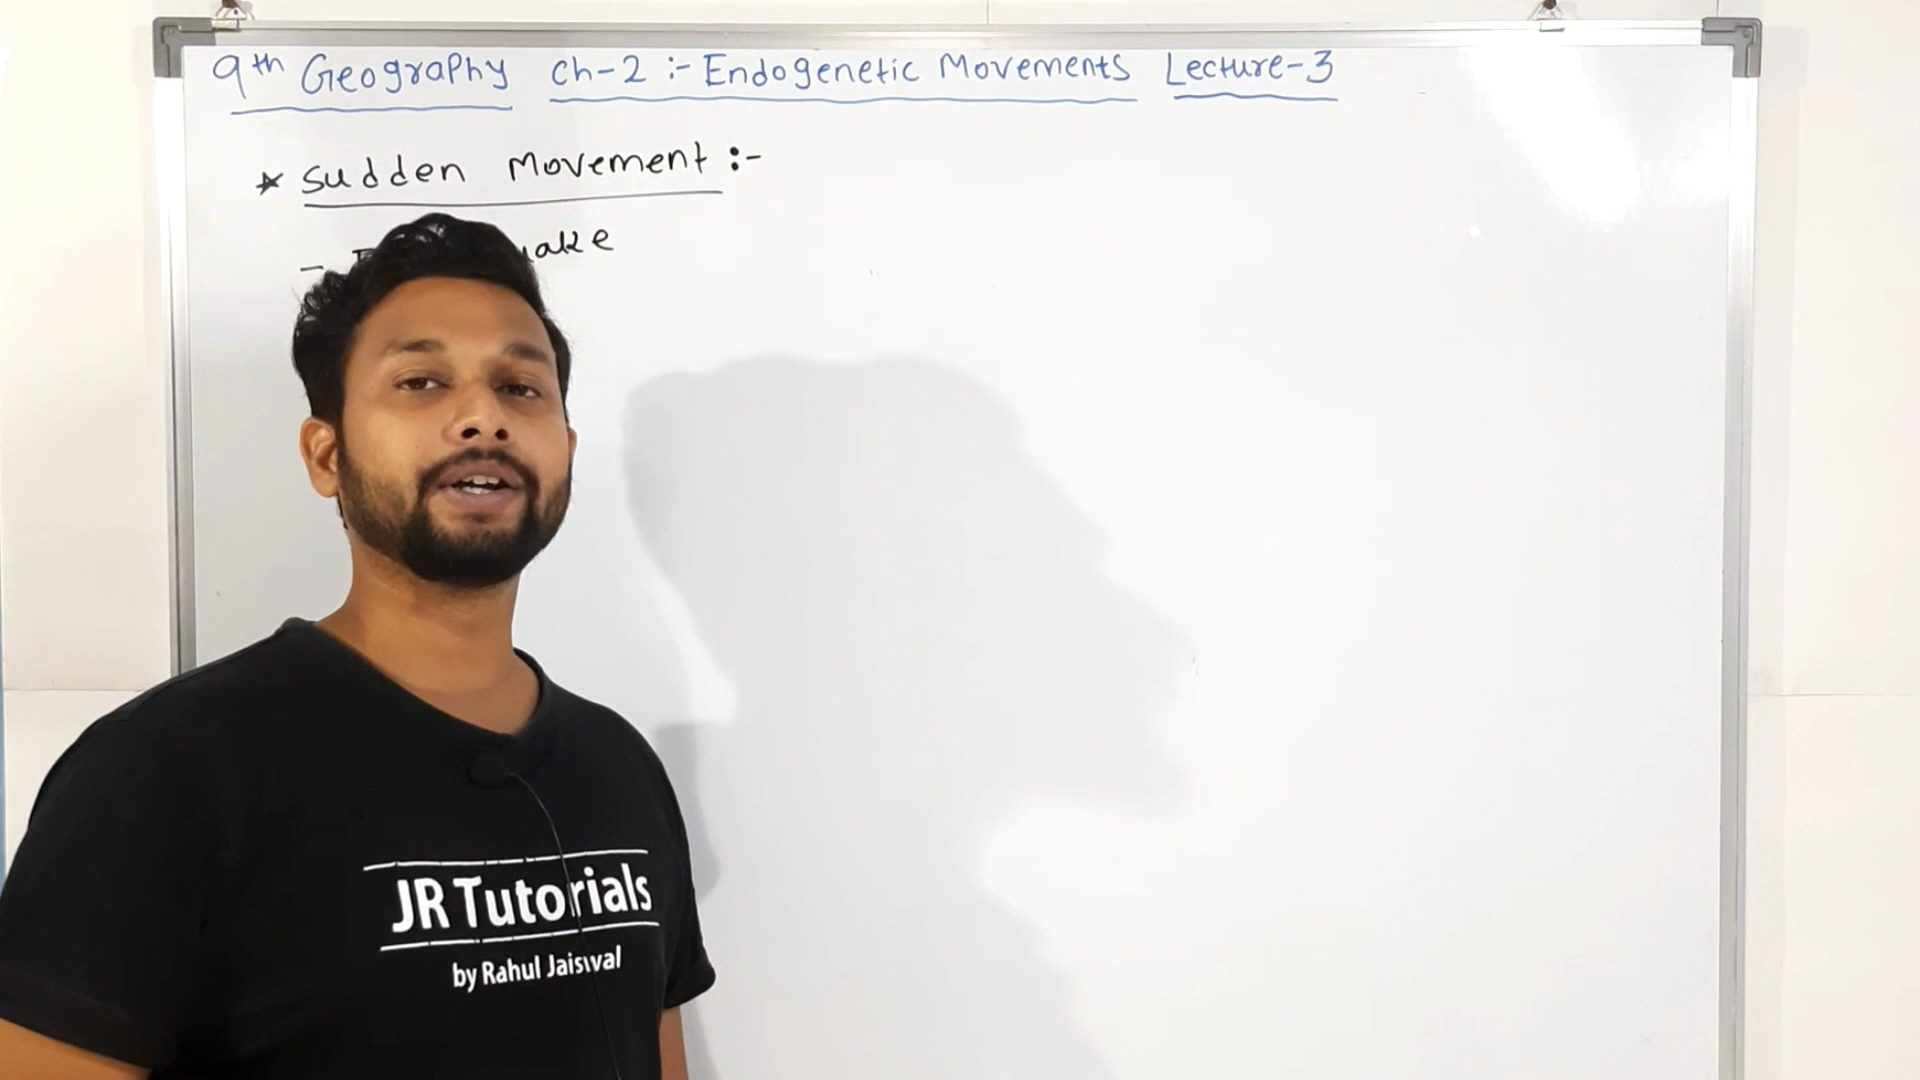 9th Geography Ch-2 :- Endogenetic Movements Lecture-3
* Sudden Movement :-
JR Tutorials
by Rahul Jaiswal